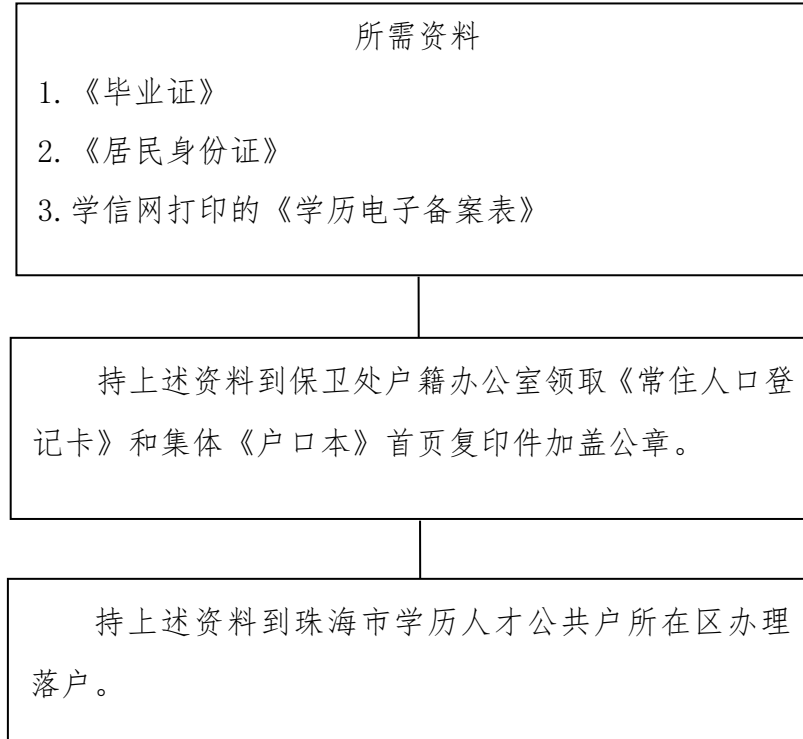 所需资料
1.《毕业证》
2.《居民身份证》
3.学信网打印的《学历电子备案表》
持上述资料到保卫处户籍办公室领取《常住人口登
记卡》和集体《户口本》首页复印件加盖公章。
持上述资料到珠海市学历人才公共户所在区办理
落户。